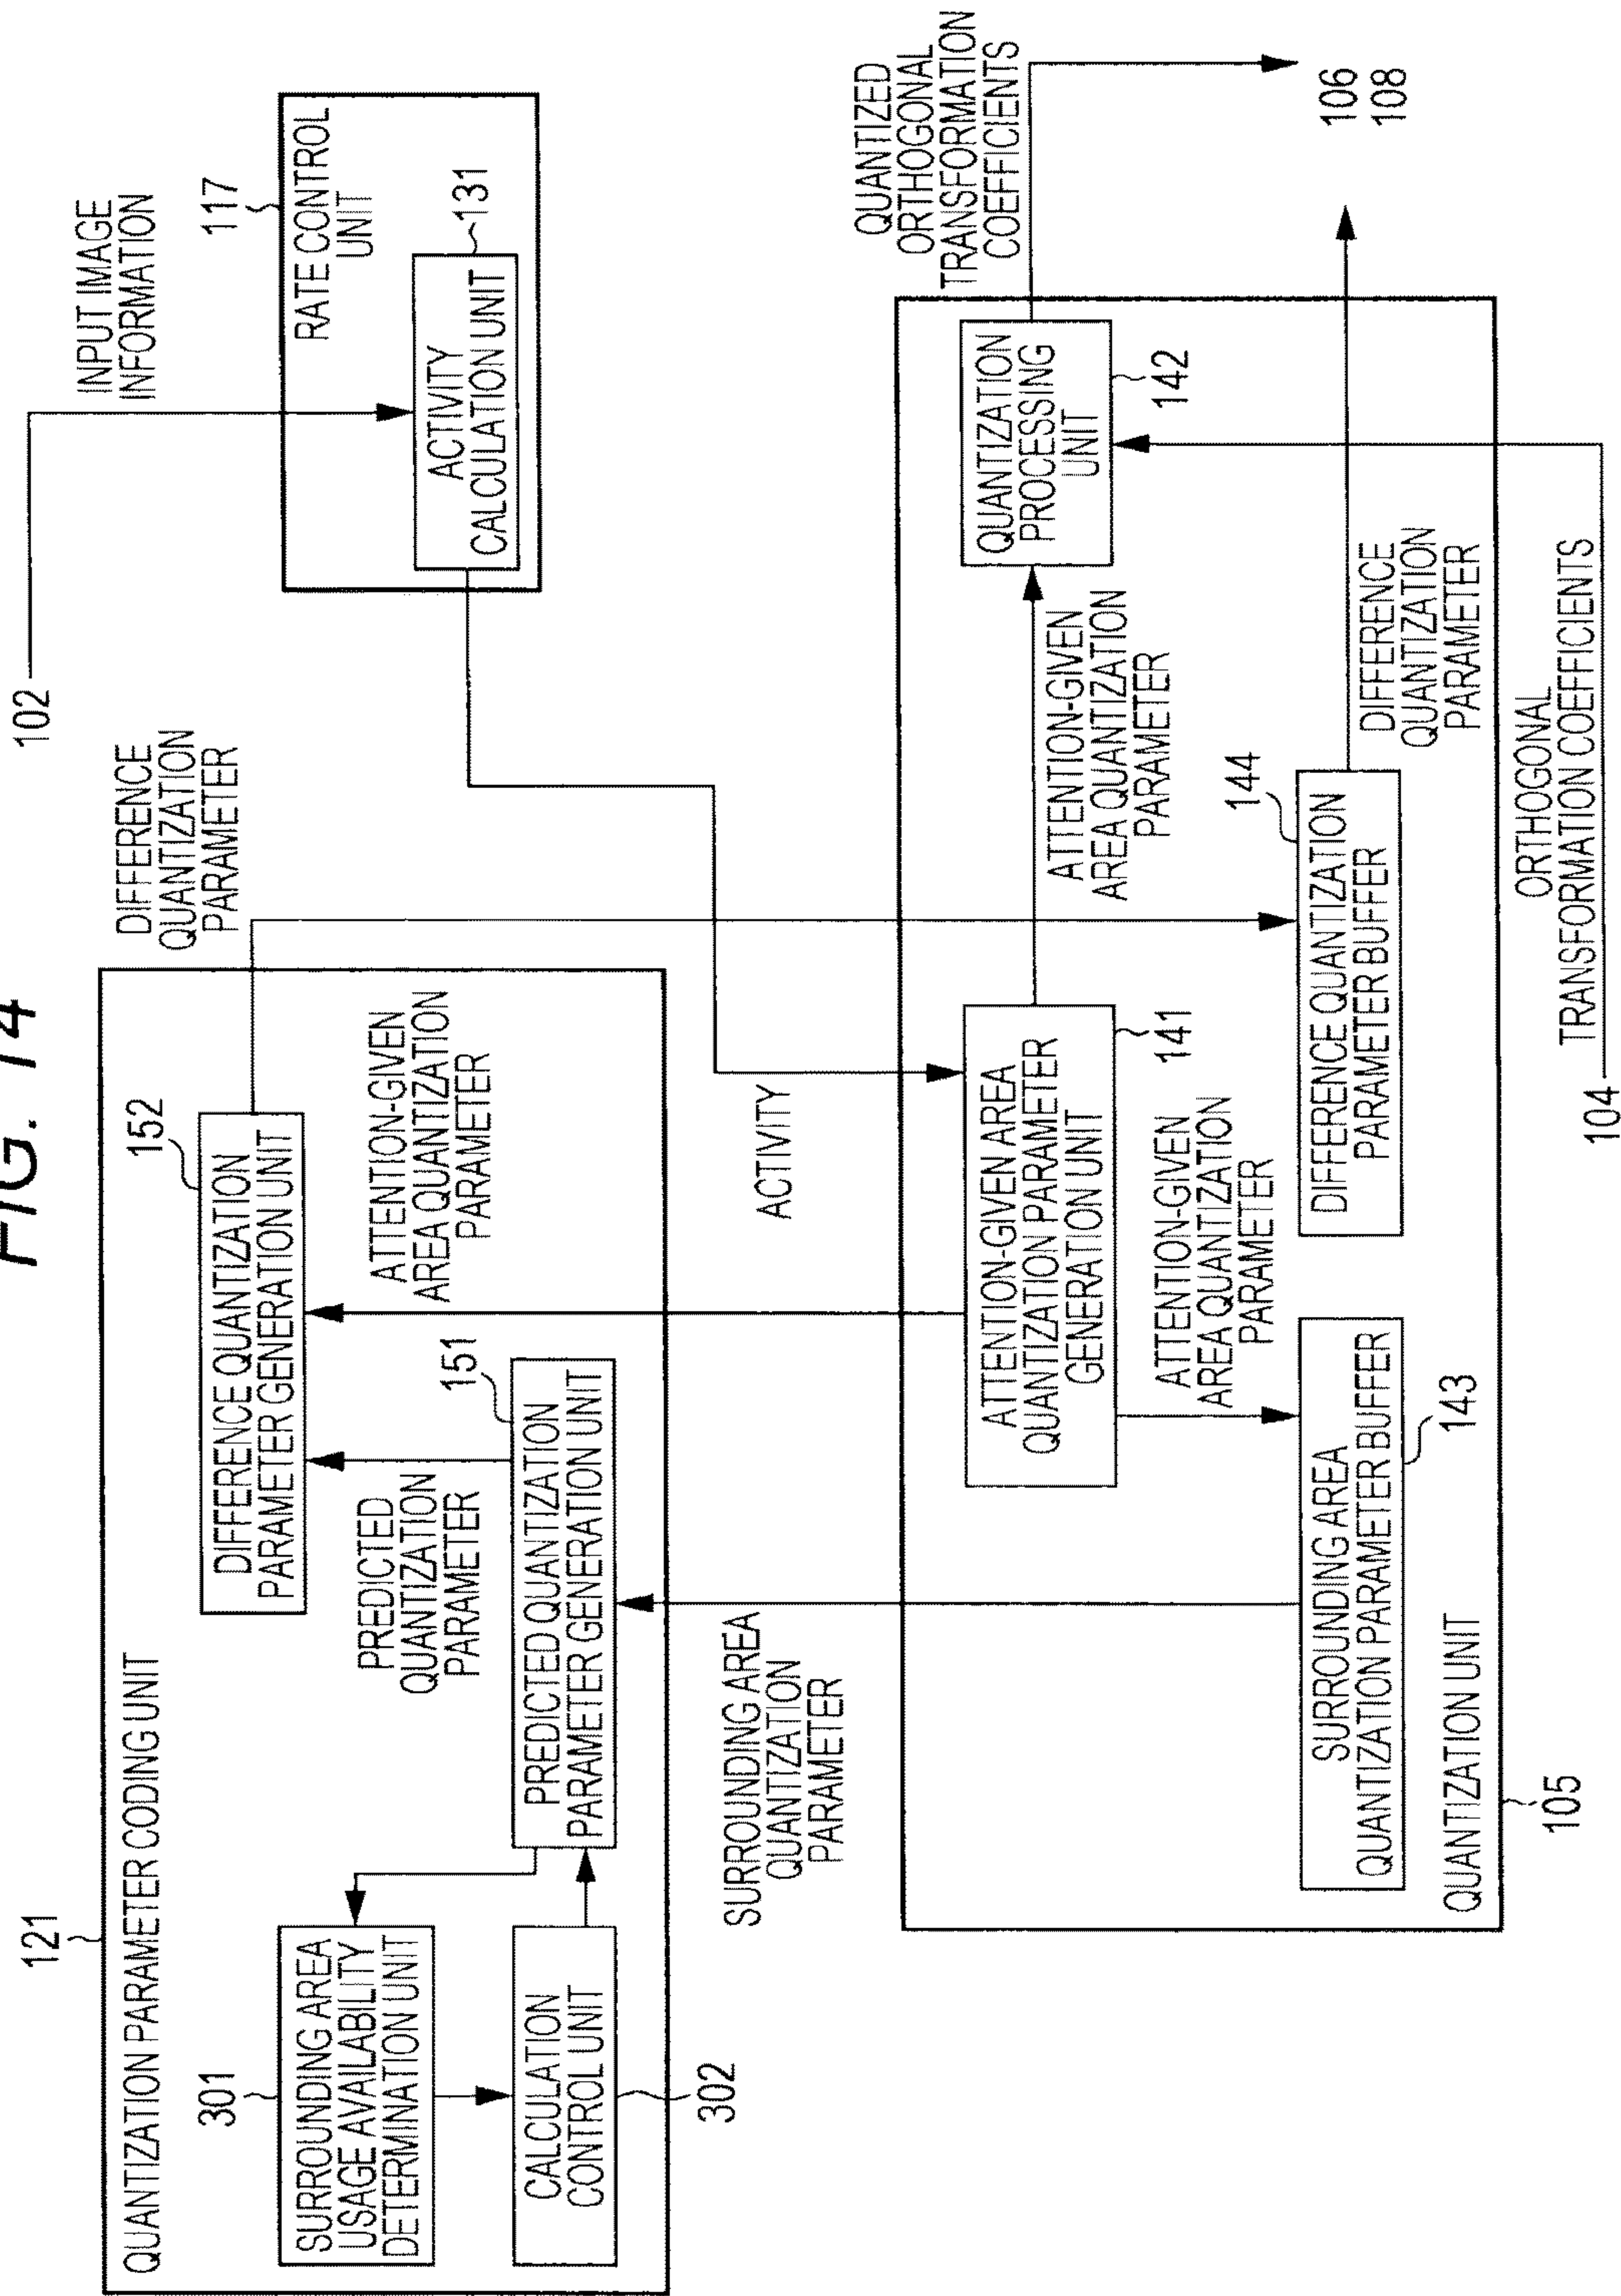 FIG. 14
102
INPUT IMAGE
INFORMATION
117
RATE CONTROL
UNIT
131
ACTIVITY
CALCULATION UNIT
121
QUANTIZATION PARAMETER CODING UNIT
152
DIFFERENCE QUANTIZATION
PARAMETER GENERATION UNIT
DIFFERENCE
QUANTIZATION
PARAMETER
301
SURROUNDING AREA
USAGE AVAILABILITY
DETERMINATION UNIT
PREDICTED
QUANTIZATION
PARAMETER
151
ATTENTION-GIVEN
AREA QUANTIZATION
PARAMETER
CALCULATION
CONTROL UNIT
302
PREDICTED QUANTIZATION
PARAMETER GENERATION UNIT
SURROUNDING AREA
QUANTIZATION
PARAMETER
ACTIVITY
QUANTIZED
ORTHOGONAL
TRANSFORMATION
COEFFICIENTS
ATTENTION-GIVEN AREA
QUANTIZATION PARAMETER
GENERATION UNIT
141
ATTENTION-GIVEN
AREA QUANTIZATION
PARAMETER
QUANTIZATION
PROCESSING
UNIT
142
ATTENTION-GIVEN
AREA QUANTIZATION
PARAMETER
144
SURROUNDING AREA
QUANTIZATION PARAMETER BUFFER
143
DIFFERENCE QUANTIZATION
PARAMETER BUFFER
DIFFERENCE
QUANTIZATION
PARAMETER
106
108
QUANTIZATION UNIT
105
ORTHOGONAL
TRANSFORMATION COEFFICIENTS
104